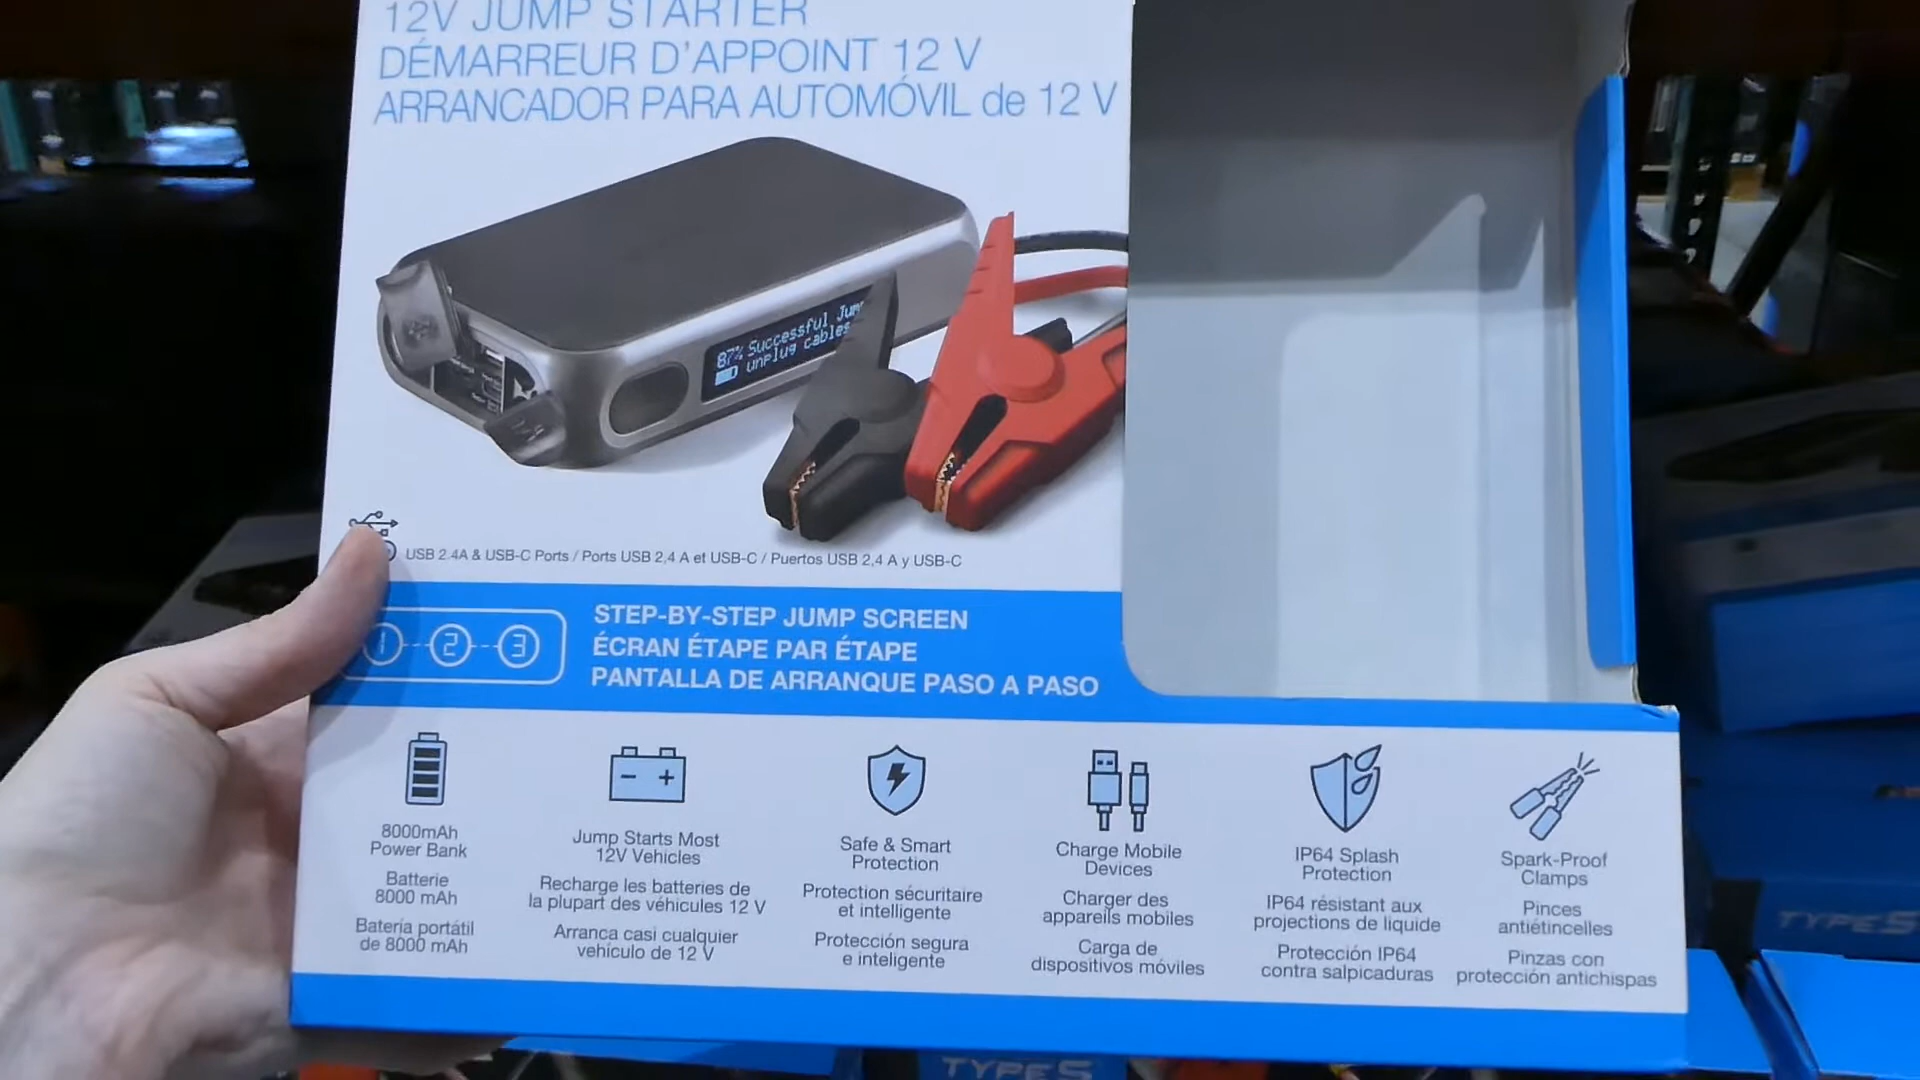 12V JUMP STARTER
DÉMARREUR D'APPOINT 12 V
ARRANCADOR PARA AUTOMÓVIL de 12 V
87% Successful Jum
unplug cables
USB 2.4A & USB-C Ports / Ports USB 2,4 A et USB-C / Puertos USB 2,4 A y USB-C
1 2 3
STEP-BY-STEP JUMP SCREEN
ÉCRAN ÉTAPE PAR ÉTAPE
PANTALLA DE ARRANQUE PASO A PASO
8000mAh
Power Bank
Batterie
8000 mAh
Batería portátil
de 8000 mAh
Jump Starts Most
12V Vehicles
Recharge les batteries de
la plupart des véhicules 12 V
Arranca casi cualquier
vehículo de 12 V
Safe & Smart
Protection
Protection sécuritaire
et intelligente
Protección segura
e inteligente
Charge Mobile
Devices
Charger des
appareils mobiles
Carga de
dispositivos móviles
IP64 Splash
Protection
IP64 résistant aux
projections de liquide
Protección IP64
contra salpicaduras
Spark-Proof
Clamps
Pinces
antiétincelles
Pinzas con
protección antichispas
TYPE S
TYPE S